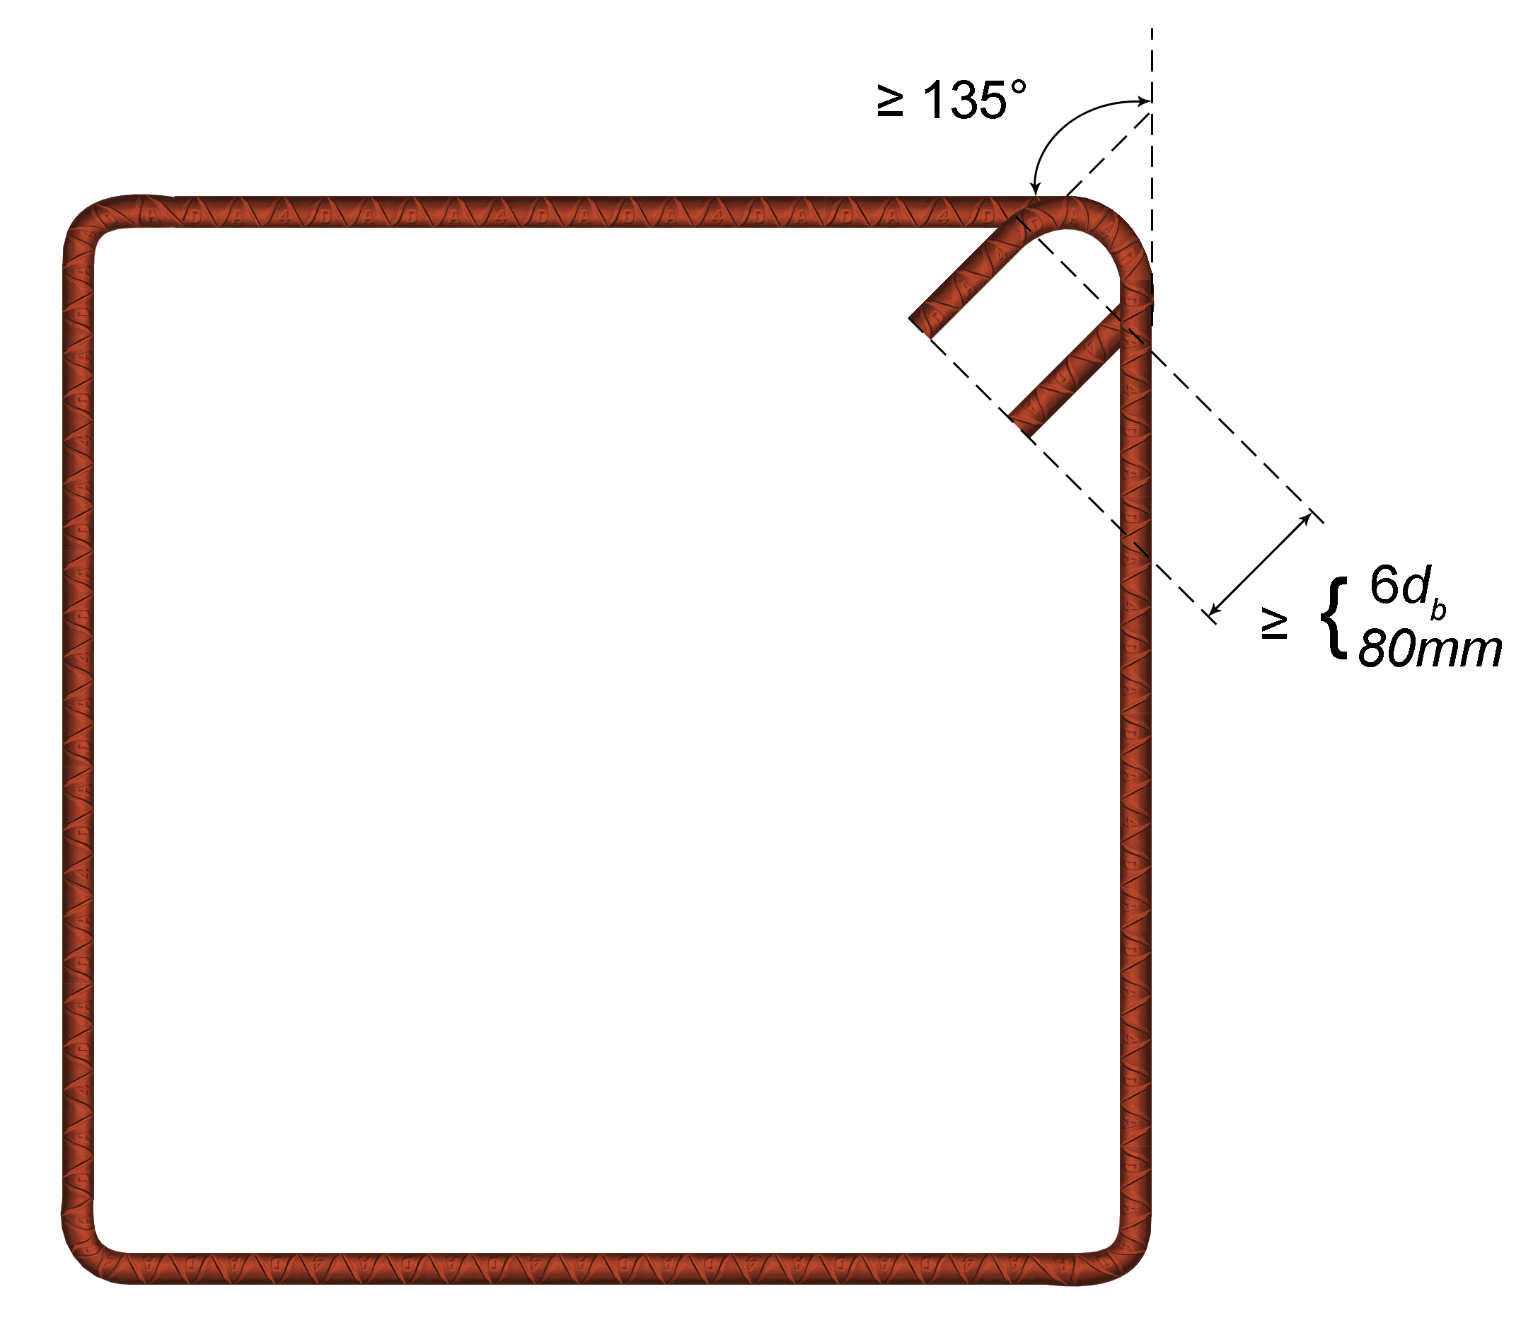 ≥ 135°
6d_b
≥ {
80mm